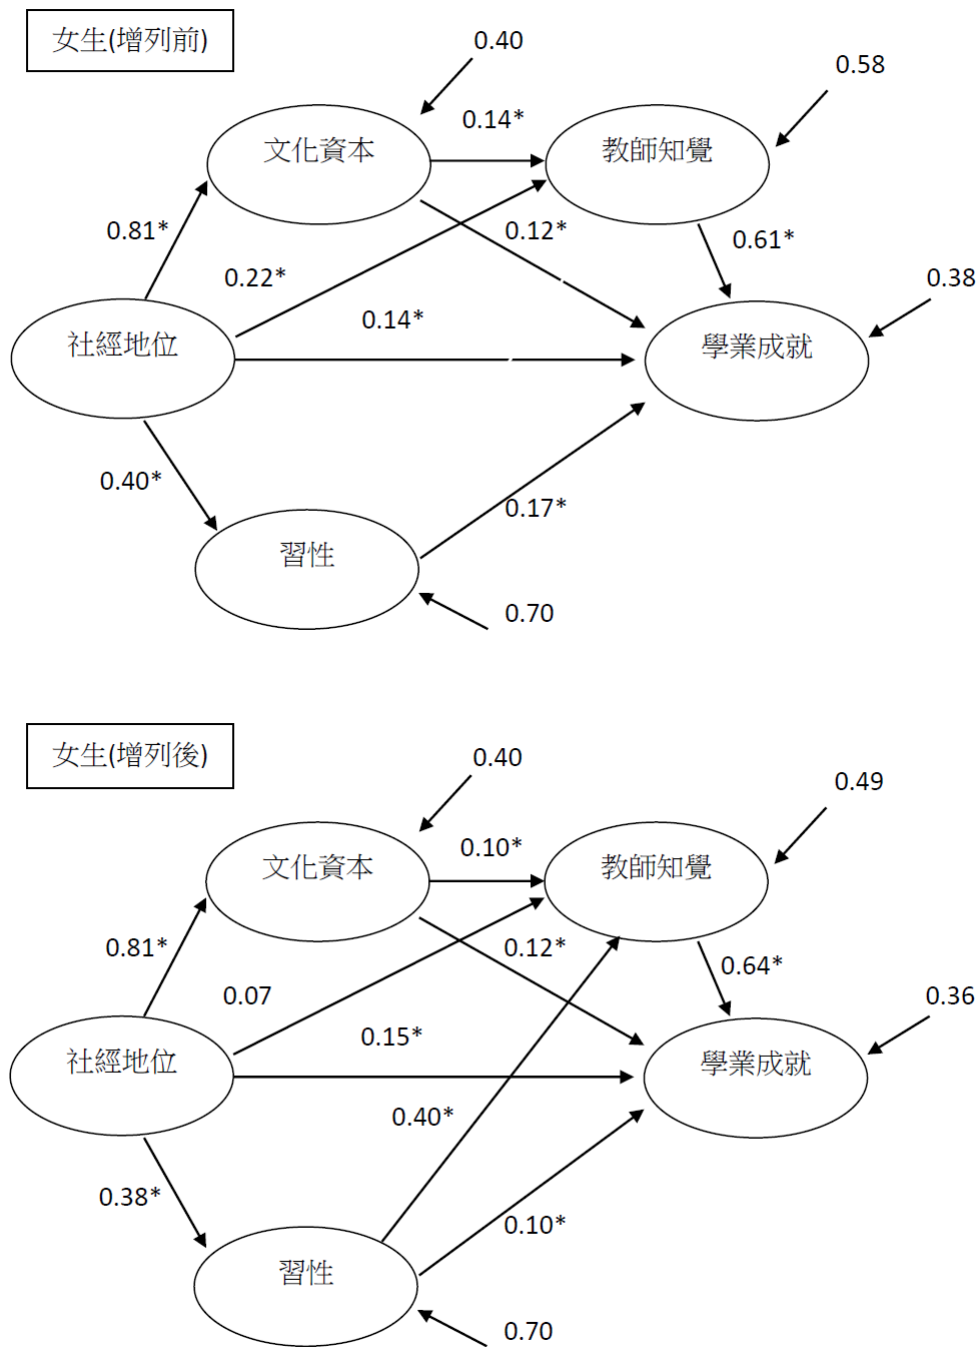 女生(增列前)
0.40
0.58
0.14*
文化資本
教師知覺
0.81*
0.12*
0.61*
0.22*
0.38
0.14*
社經地位
學業成就
0.40*
0.17*
習性
0.70
女生(增列後)
0.40
0.49
0.10*
文化資本
教師知覺
0.81*
0.12*
0.64*
0.07
0.36
0.15*
社經地位
學業成就
0.40*
0.38*
0.10*
習性
0.70